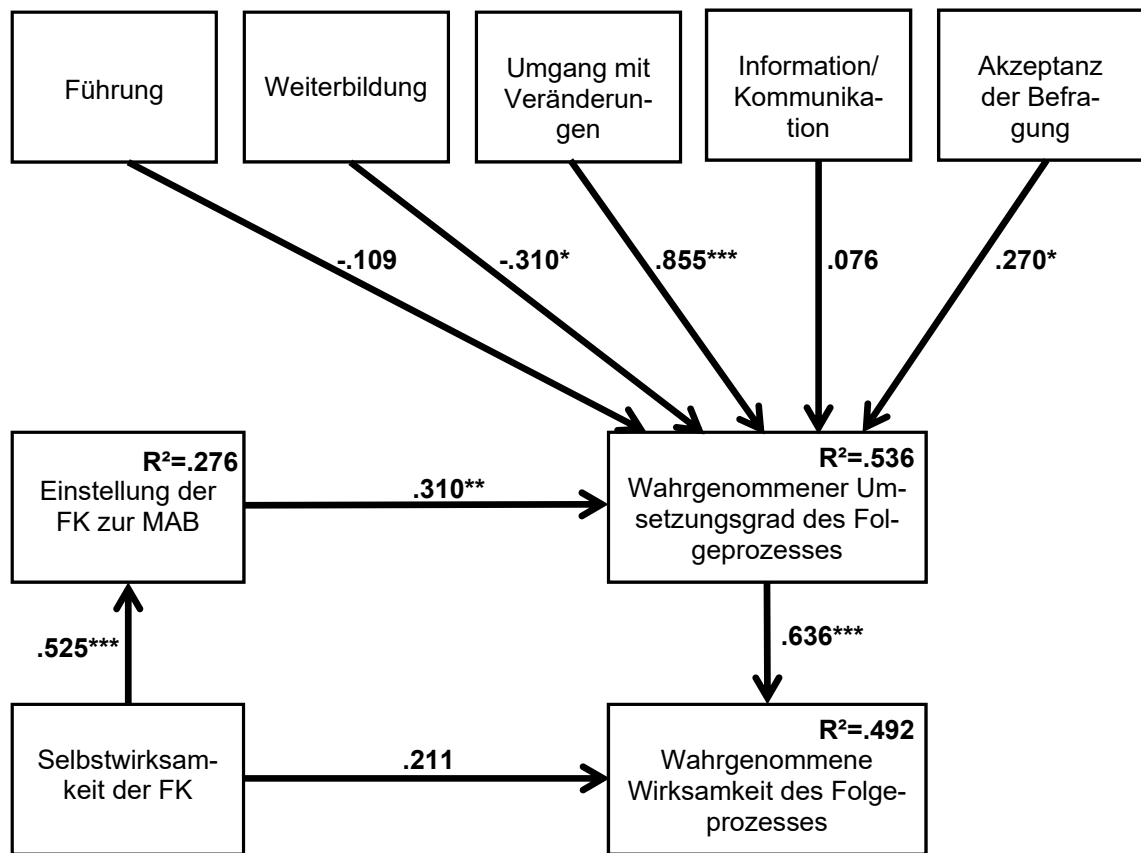 Führung
Weiterbildung
Umgang mit
Veränderun-
gen
Information/
Kommunika-
tion
Akzeptanz
der Befra-
gung
-.109
-.310*
.855***
.076
.270*
R²=.276
Einstellung der
FK zur MAB
.310**
R²=.536
Wahrgenommener Um-
setzungsgrad des Fol-
geprozesses
.525***
.636***
Selbstwirksam-
keit der FK
.211
R²=.492
Wahrgenommene
Wirksamkeit des Folge-
prozesses